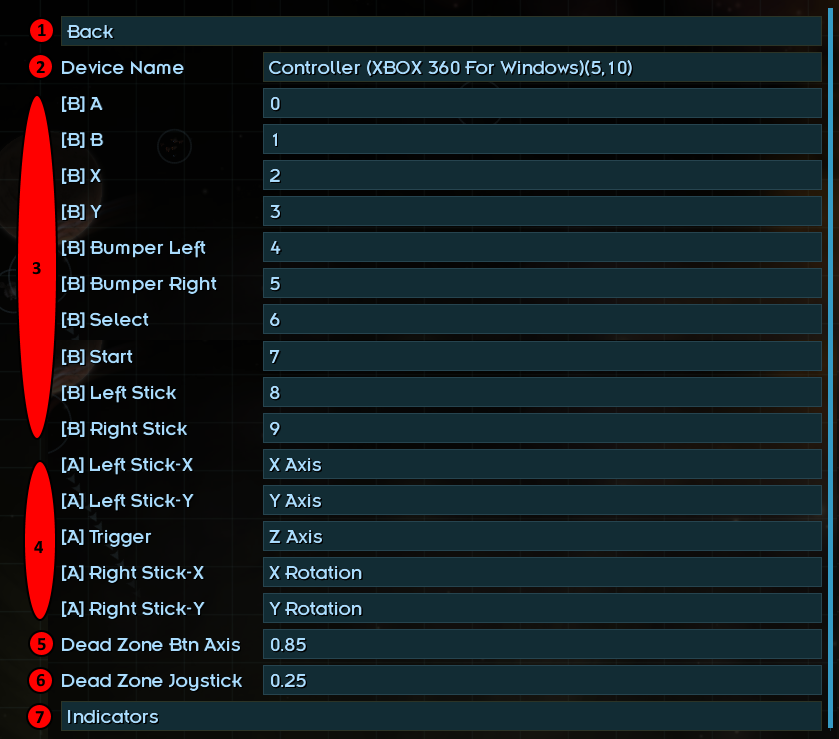 1 Back
2 Device Name Controller (XBOX 360 For Windows)(5,10)
[B] A 0
[B] B 1
[B] X 2
[B] Y 3
[B] Bumper Left 4
3 [B] Bumper Right 5
[B] Select 6
[B] Start 7
[B] Left Stick 8
[B] Right Stick 9
[A] Left Stick-X X Axis
[A] Left Stick-Y Y Axis
4 [A] Trigger Z Axis
[A] Right Stick-X X Rotation
[A] Right Stick-Y Y Rotation
5 Dead Zone Btn Axis 0.85
6 Dead Zone Joystick 0.25
7 Indicators